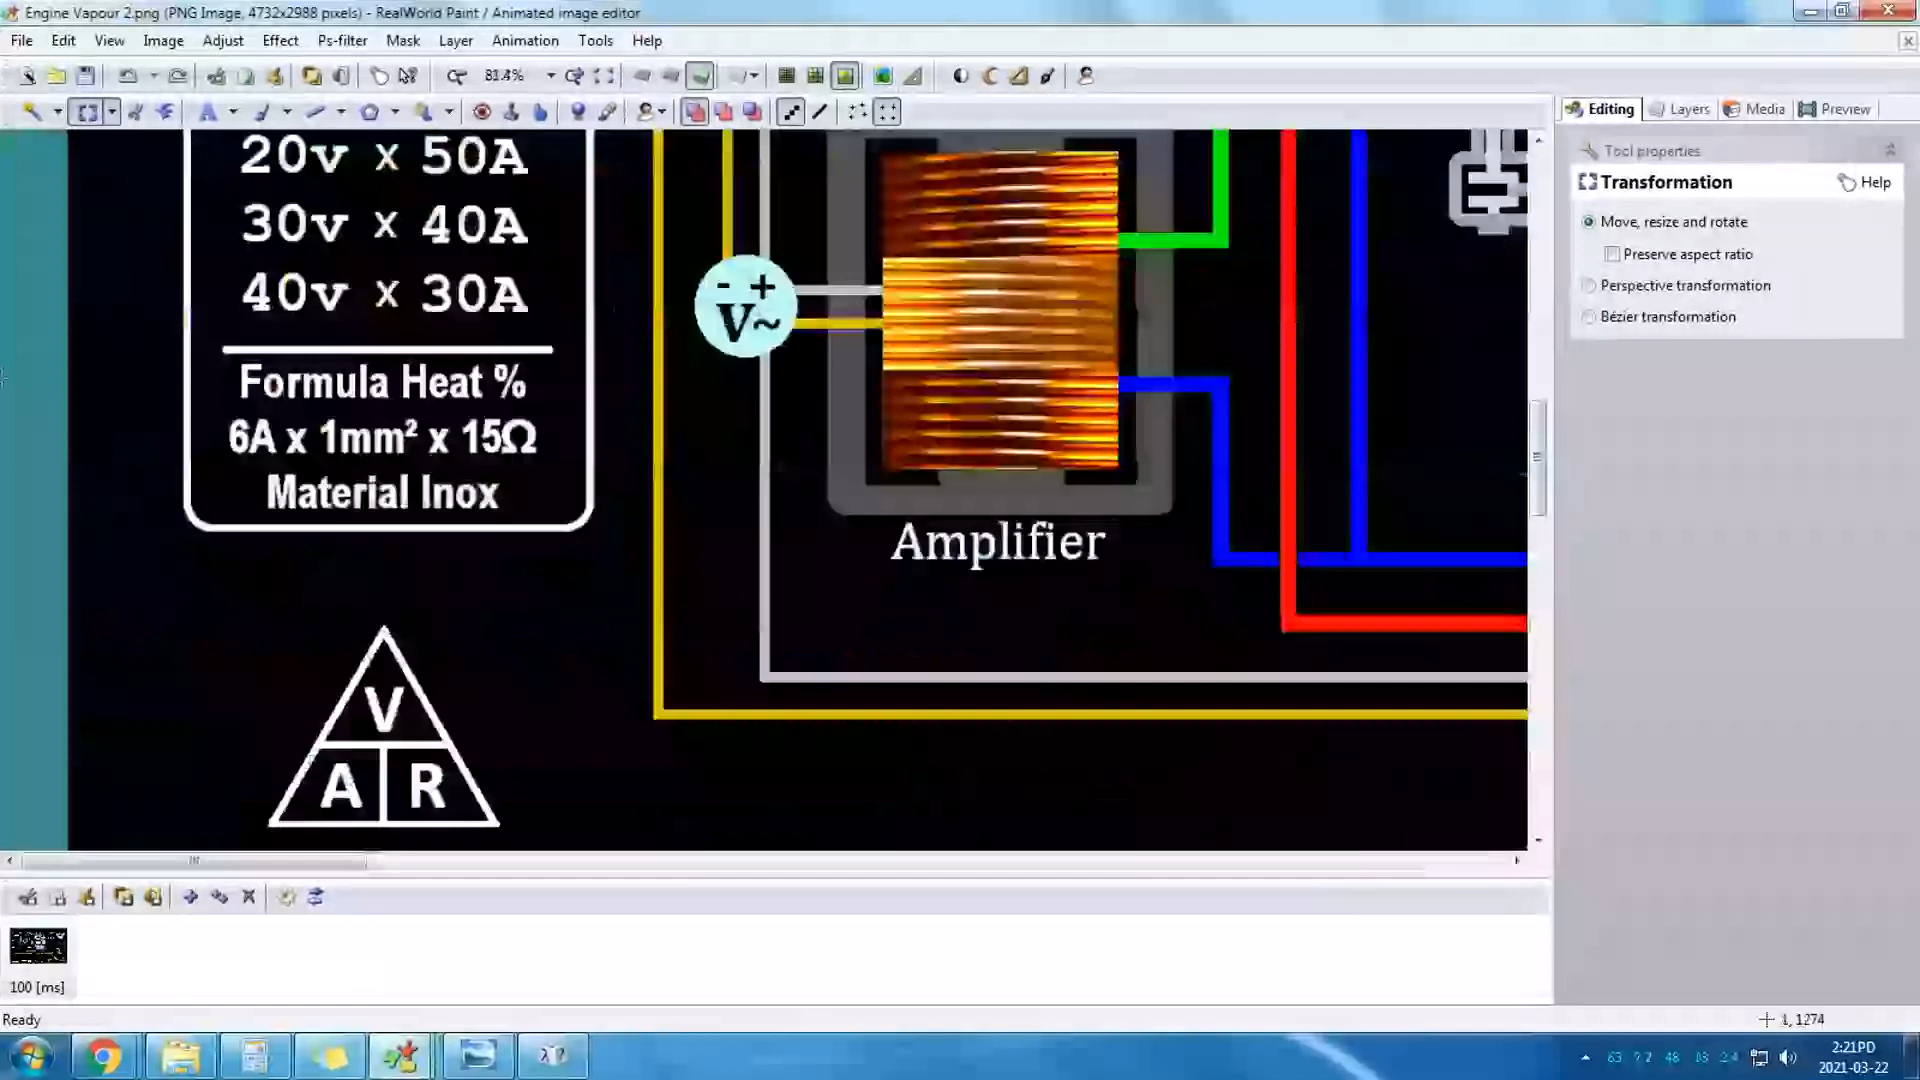 Engine Vapour 2.png (PNG Image, 4732x2988 pixels) - RealWorld Paint / Animated image editor
File Edit View Image Adjust Effect Ps-filter Mask Layer Animation Tools Help
81.4%
Editing Layers Media Preview
Tool properties
Transformation Help
Move, resize and rotate
Preserve aspect ratio
Perspective transformation
Bézier transformation
20v x 50A
30v x 40A
40v x 30A
Formula Heat %
6A x 1mm² x 15Ω
Material Inox
- +
V~
Amplifier
V
A R
100 [ms]
Ready
1, 1274
2:21PD
2021-03-22